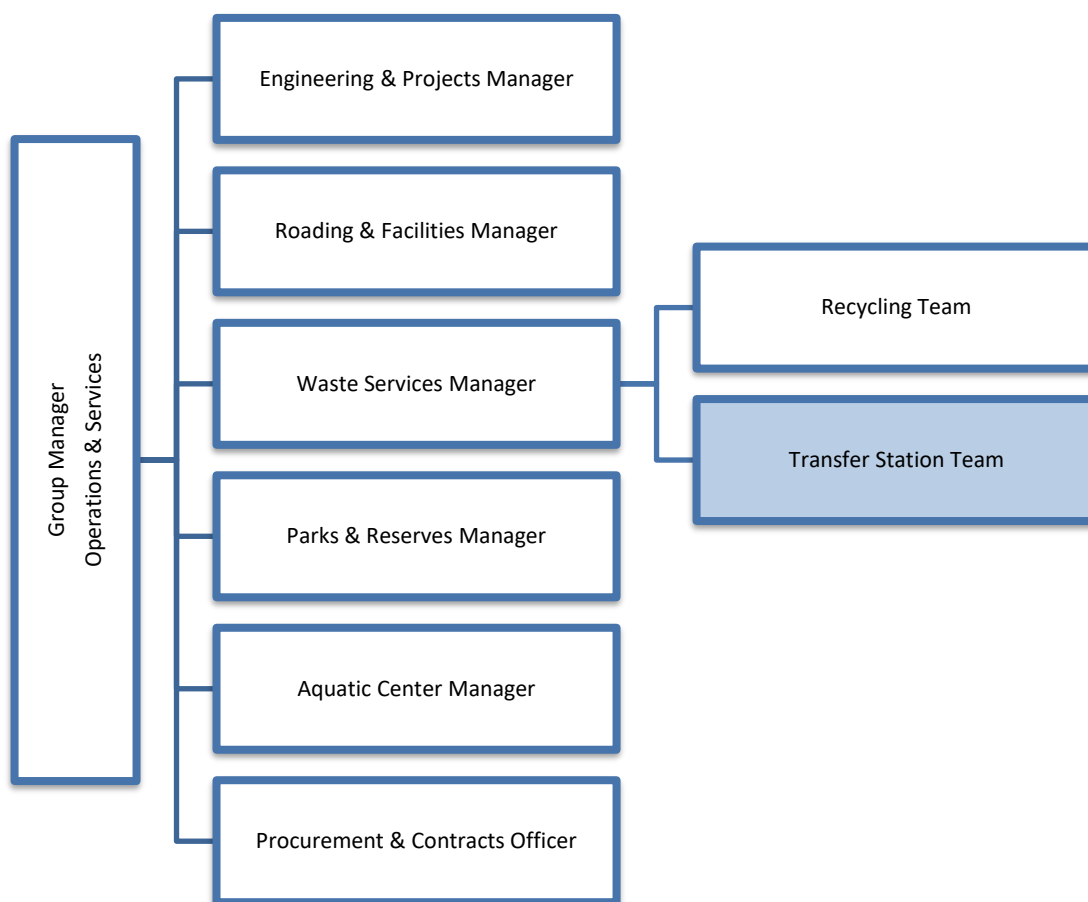 Group Manager
Operations & Services
Engineering & Projects Manager
Roading & Facilities Manager
Waste Services Manager
Parks & Reserves Manager
Aquatic Center Manager
Procurement & Contracts Officer
Recycling Team
Transfer Station Team